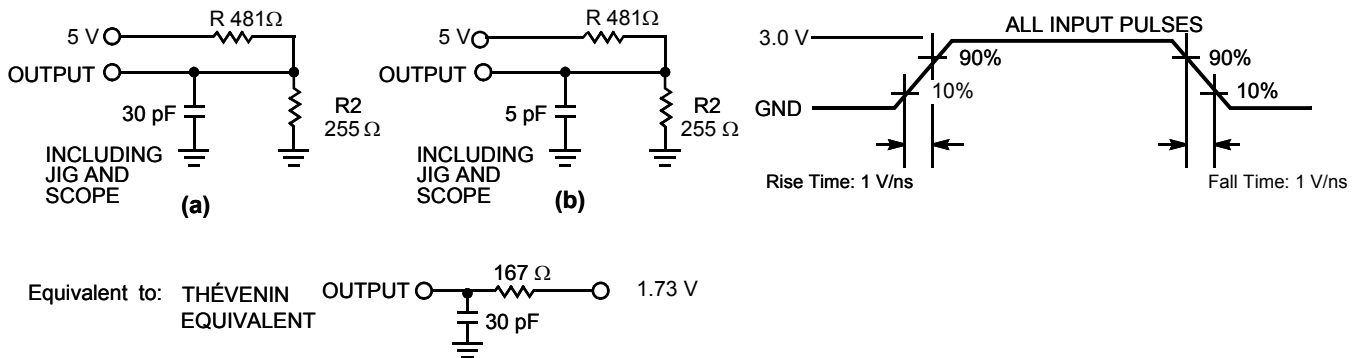 R 481Ω
5 V
OUTPUT
30 pF
R2
255 Ω
INCLUDING
JIG AND
SCOPE
(a)
R 481Ω
5 V
OUTPUT
5 pF
R2
255 Ω
INCLUDING
JIG AND
SCOPE
(b)
ALL INPUT PULSES
3.0 V
90%
90%
10%
10%
GND
Rise Time: 1 V/ns
Fall Time: 1 V/ns
Equivalent to: THÉVENIN
EQUIVALENT
OUTPUT
167 Ω
1.73 V
30 pF